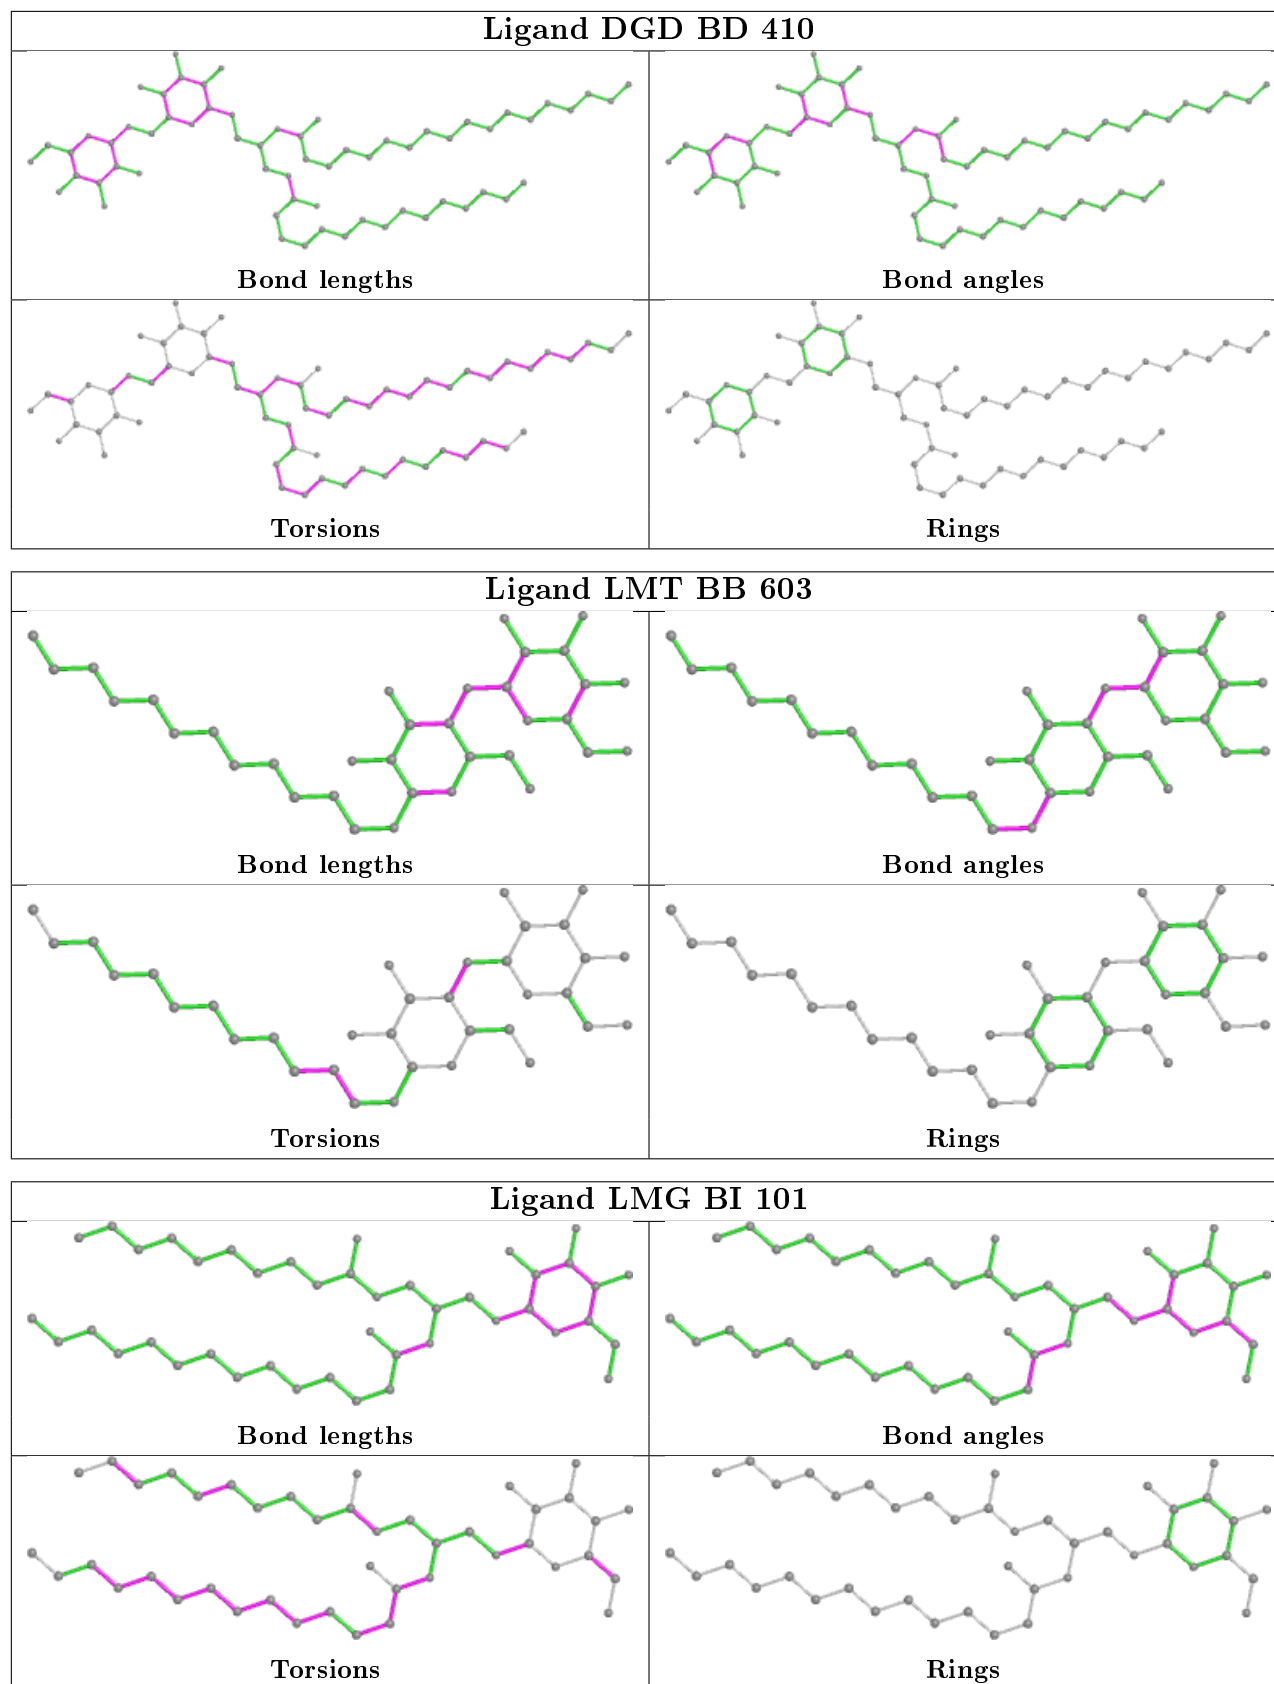 Ligand DGD BD 410
Bond lengths
Bond angles
Torsions
Rings
Ligand LMT BB 603
Bond lengths
Bond angles
Torsions
Rings
Ligand LMG BI 101
Bond lengths
Bond angles
Torsions
Rings